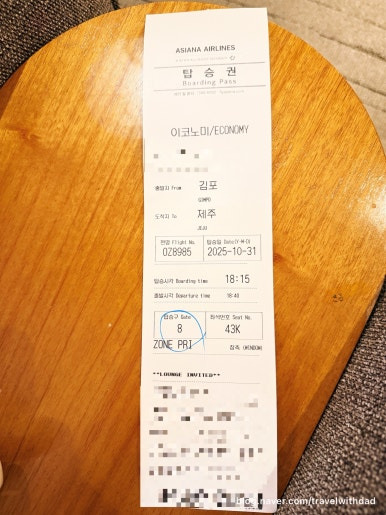 ASIANA AIRLINES
탑 승 권
Boarding Pass
이코노미/ECONOMY
출발지 From 김포
GIMPO
도착지 To 제주
JEJU
편명 Flight No. 탑승일 Date(Y-M-D)
OZ8985 2025-10-31
탑승시각 Boarding time 18:15
출발시각 Departure time 18:40
탑승구 Gate 좌석번호 Seat No.
8 43K
ZONE PRI 창측 (WINDOW)
**LOUNGE INVITED**
blog.naver.com/travelwithdad